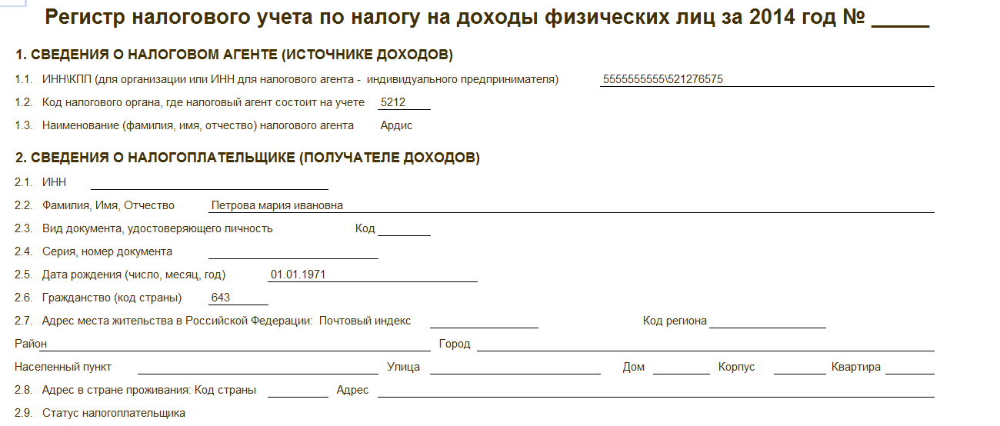 Регистр налогового учета по налогу на доходы физических лиц за 2014 год № _____
1. СВЕДЕНИЯ О НАЛОГОВОМ АГЕНТЕ (ИСТОЧНИКЕ ДОХОДОВ)
1.1. ИНН\КПП (для организации или ИНН для налогового агента - индивидуального предпринимателя) 5555555555\521276575
1.2. Код налогового органа, где налоговый агент состоит на учете 5212
1.3. Наименование (фамилия, имя, отчество) налогового агента Ардис
2. СВЕДЕНИЯ О НАЛОГОПЛАТЕЛЬЩИКЕ (ПОЛУЧАТЕЛЕ ДОХОДОВ)
2.1. ИНН
2.2. Фамилия, Имя, Отчество Петрова мария ивановна
2.3. Вид документа, удостоверяющего личность Код
2.4. Серия, номер документа
2.5. Дата рождения (число, месяц, год) 01.01.1971
2.6. Гражданство (код страны) 643
2.7. Адрес места жительства в Российской Федерации: Почтовый индекс Код региона
Район Город
Населенный пункт Улица Дом Корпус Квартира
2.8. Адрес в стране проживания: Код страны Адрес
2.9. Статус налогоплательщика